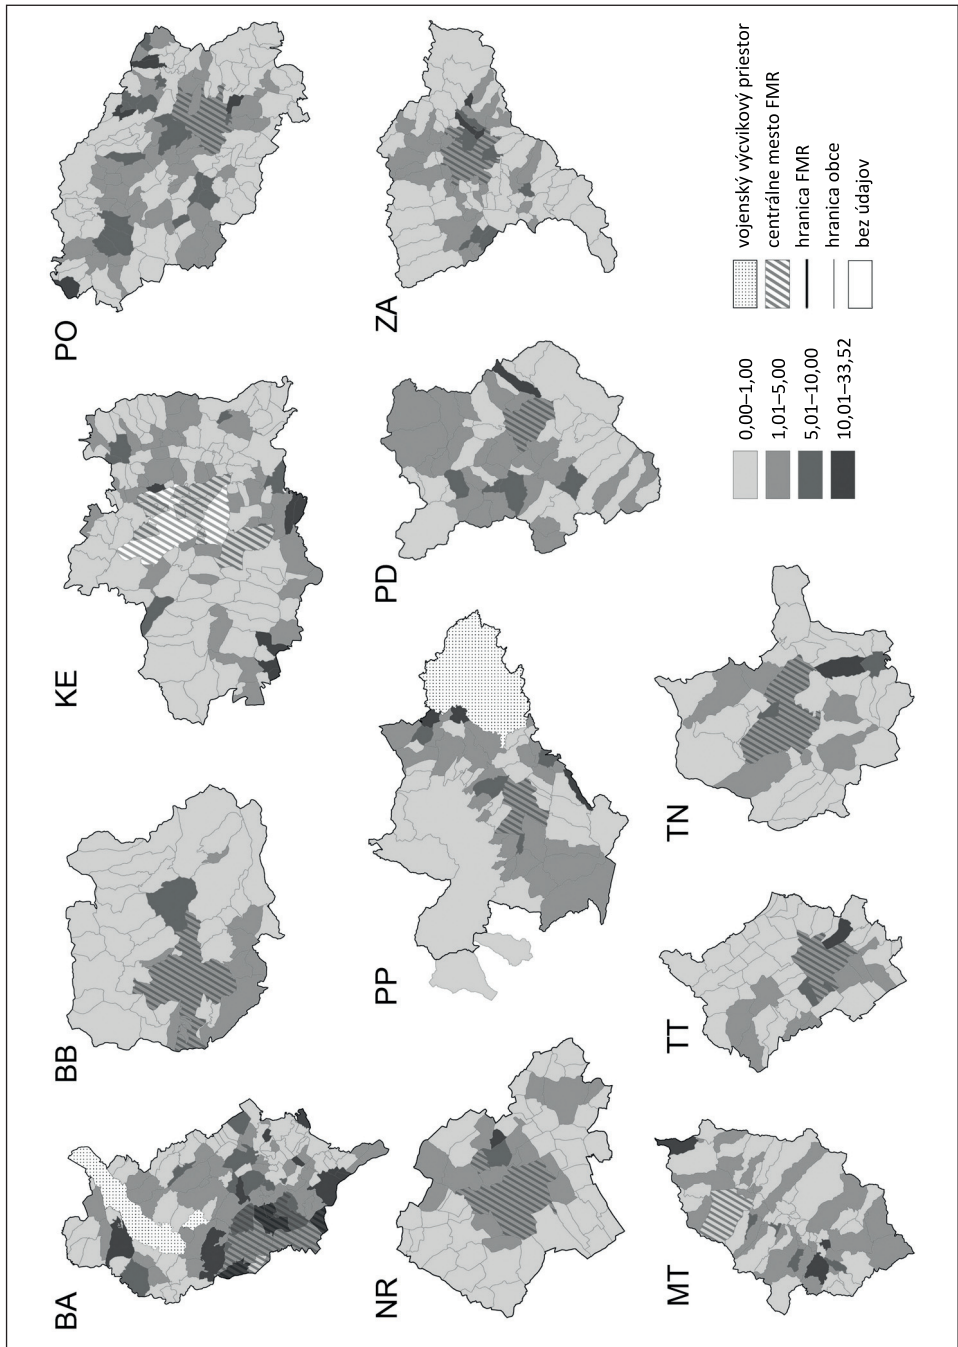 BA
BB
KE
PO
NR
PP
PD
ZA
MT
TT
TN
0,00–1,00
1,01–5,00
5,01–10,00
10,01–33,52
vojenský výcvikový priestor
centrálne mesto FMR
hranica FMR
hranica obce
bez údajov